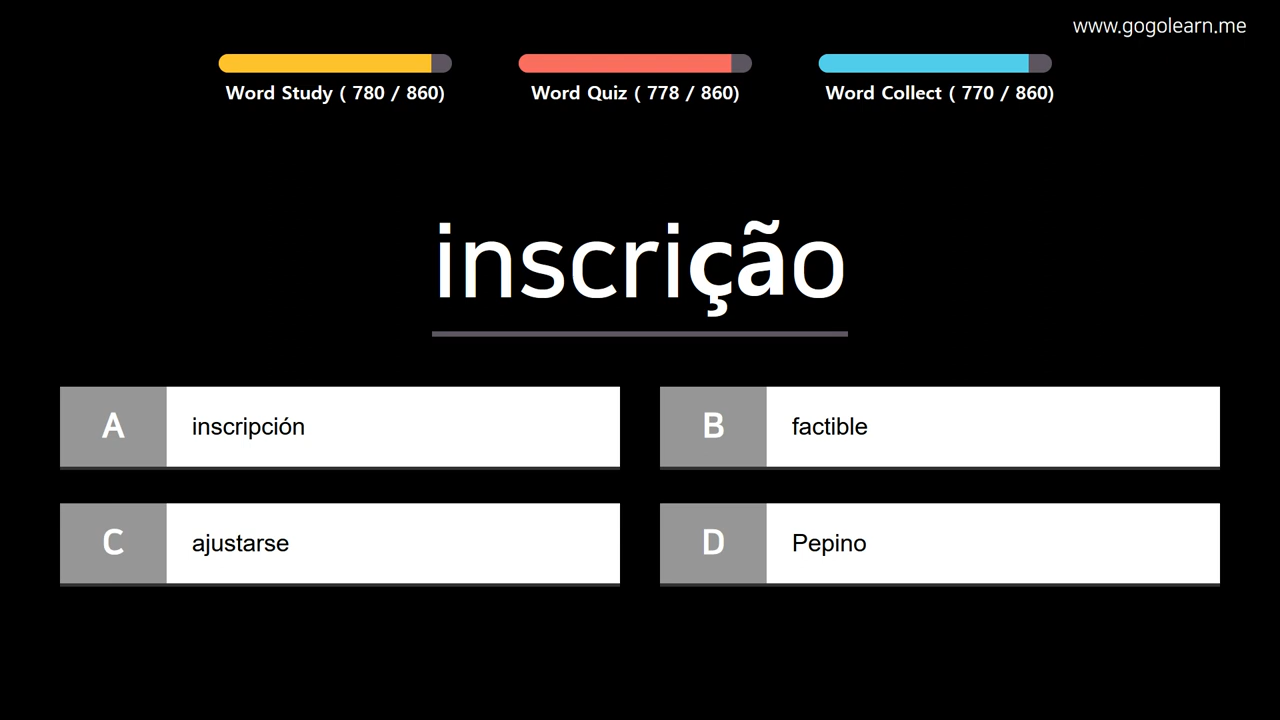 www.gogolearn.me
Word Study ( 780 / 860)
Word Quiz ( 778 / 860)
Word Collect ( 770 / 860)
inscrição
A inscripción
B factible
C ajustarse
D Pepino